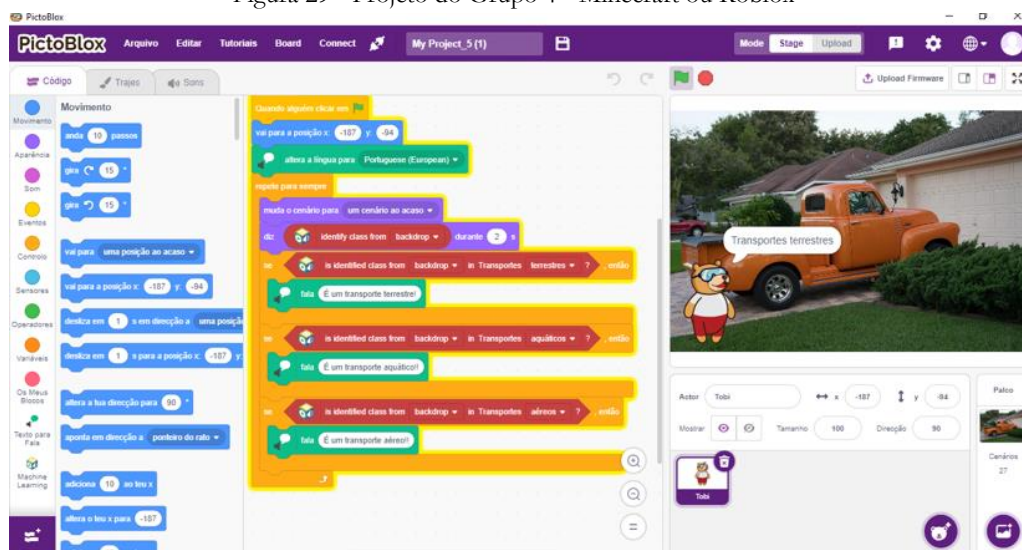 Figura 29 - Projeto do Grupo 4 - Minecraft ou Roblox
PictoBlox
PictoBlox Arquivo Editar Tutoriais Board Connect My Project_5 (1) Mode Stage Upload
Código Trajes Sons Upload Firmware
Movimento
Aparência
Som
Eventos
Controlo
Sensores
Operadores
Variáveis
Os Meus Blocos
Texto para Fala
Machine Learning
Movimento
anda 10 passos
gira 15 °
gira 15 °
vai para uma posição ao acaso
vai para a posição x: -187 y: -94
desliza em 1 s em direcção a uma posiçã
desliza em 1 s para a posição x: -187 y:
altera a tua direcção para 90 °
aponta em direcção a ponteiro do rato
adiciona 10 ao teu x
altera o teu x para -187
Quando alguém clicar em
vai para a posição x: -187 y: -94
altera a língua para Portuguese (European)
repete para sempre
muda o cenário para um cenário ao acaso
diz identify class from backdrop durante 2 s
se is identified class from backdrop in Transportes terrestres ? , então
fala É um transporte terrestre!
se is identified class from backdrop in Transportes aquáticos ? , então
fala É um transporte aquático!!
se is identified class from backdrop in Transportes aéreos ? , então
fala É um transporte aéreo!!
Transportes terrestres
Actor Tobi x -187 y -94
Mostrar Tamanho 100 Direcção 90
Tobi
Palco
Cenários
27